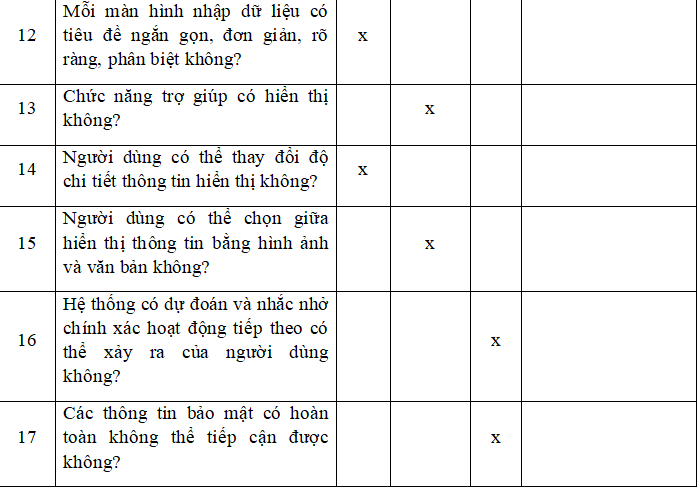 12
Mỗi màn hình nhập dữ liệu có
tiêu đề ngắn gọn, đơn giản, rõ
ràng, phân biệt không?
x
13
Chức năng trợ giúp có hiển thị
không?
x
14
Người dùng có thể thay đổi độ
chi tiết thông tin hiển thị không?
x
15
Người dùng có thể chọn giữa
hiển thị thông tin bằng hình ảnh
và văn bản không?
x
16
Hệ thống có dự đoán và nhắc nhở
chính xác hoạt động tiếp theo có
thể xảy ra của người dùng
không?
x
17
Các thông tin bảo mật có hoàn
toàn không thể tiếp cận được
không?
x